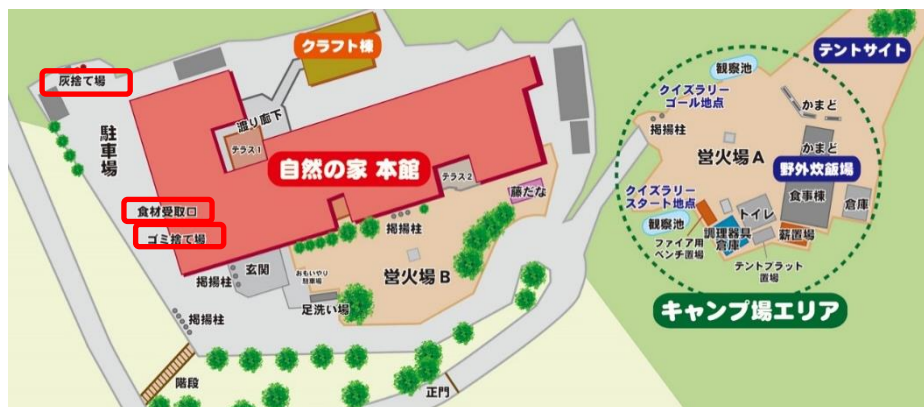 クラフト棟
灰捨て場
駐車場
渡り廊下
テラス1
自然の家 本館
テラス2
藤だな
食材受取口
ゴミ捨て場
掲揚柱
玄関
おもいやり
駐車場
掲揚柱
営火場B
足洗い場
掲揚柱
階段
正門
テントサイト
観察池
クイズラリー
ゴール地点
掲揚柱
かまど
営火場A
かまど
野外炊飯場
クイズラリー
スタート地点
観察池
トイレ
食事棟
倉庫
調理器具
倉庫
薪置場
ファイア用
ベンチ置場
テントプラット
置場
キャンプ場エリア